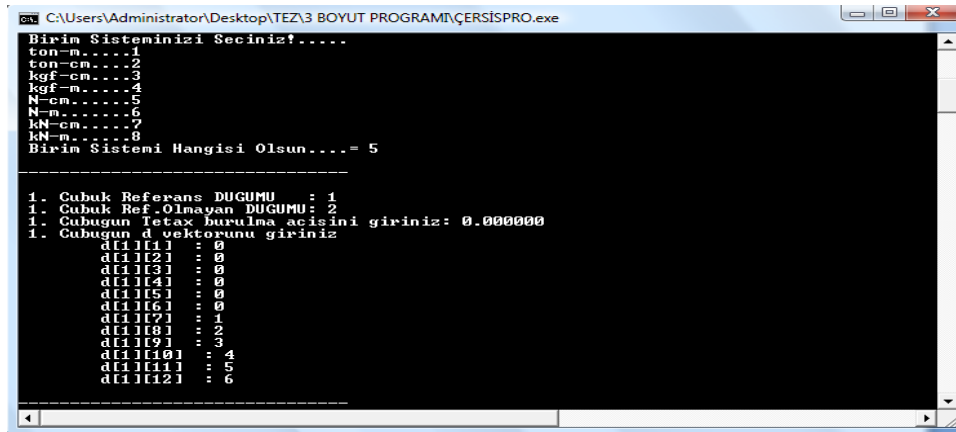 C:\Users\Administrator\Desktop\TEZ\3 BOYUT PROGRAMI\ÇERSİSPRO.exe
Birim Sisteminizi Seciniz!.....
ton-m.....1
ton-cm....2
kgf-cm....3
kgf-m.....4
N-cm......5
N-m.......6
kN-cm.....7
kN-m......8
Birim Sistemi Hangisi Olsun....= 5
---------------------------------
1. Cubuk Referans DUGUMU   : 1
1. Cubuk Ref.Olmayan DUGUMU: 2
1. Cubugun Tetax burulma acisini giriniz: 0.000000
1. Cubugun d vektorunu giriniz
d[1][1]  : 0
d[1][2]  : 0
d[1][3]  : 0
d[1][4]  : 0
d[1][5]  : 0
d[1][6]  : 0
d[1][7]  : 1
d[1][8]  : 2
d[1][9]  : 3
d[1][10]  : 4
d[1][11]  : 5
d[1][12]  : 6
---------------------------------